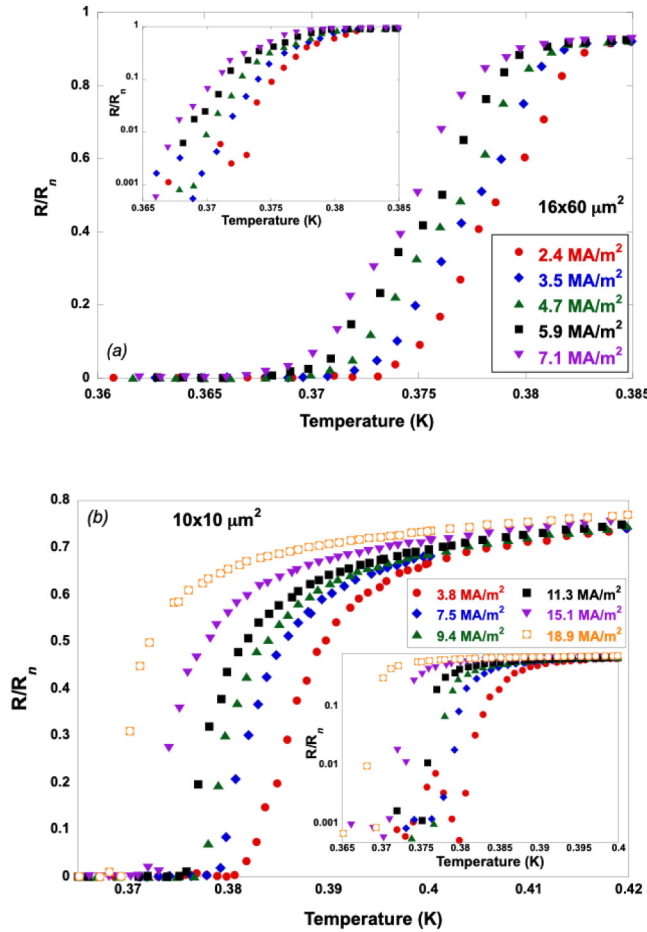 1
0.1
0.01
0.001
R/R_n
0.365 0.37 0.375 0.38 0.385
Temperature (K)
0.8
0.6
0.4
0.2
0
R/R_n
16x60 μm²
2.4 MA/m²
3.5 MA/m²
4.7 MA/m²
5.9 MA/m²
7.1 MA/m²
(a)
0.36 0.365 0.37 0.375 0.38 0.385
Temperature (K)
(b)
10x10 μm²
0.8
0.7
0.6
0.5
0.4
0.3
0.2
0.1
0
R/R_n
3.8 MA/m² 11.3 MA/m²
7.5 MA/m² 15.1 MA/m²
9.4 MA/m² 18.9 MA/m²
0.1
0.01
0.001
R/R_n
0.365 0.37 0.375 0.38 0.385 0.39 0.395 0.4
Temperature (K)
0.37 0.38 0.39 0.4 0.41 0.42
Temperature (K)